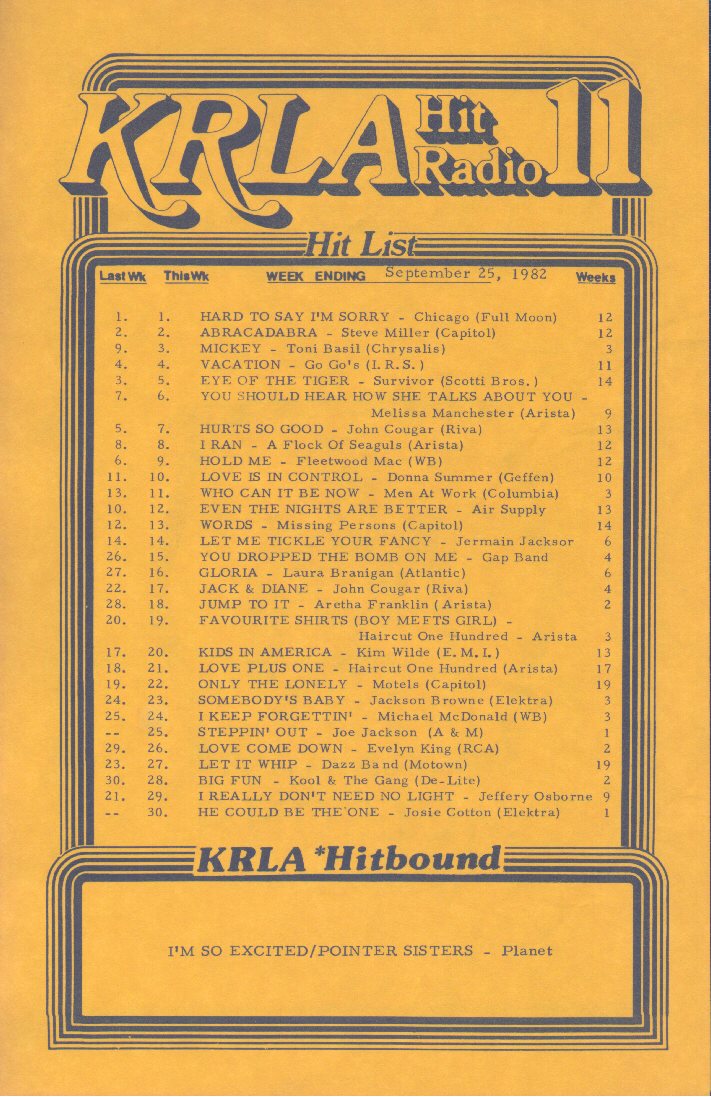 KRLA Hit Radio 11
Hit List
Last Wk This Wk WEEK ENDING September 25, 1982 Weeks
1. 1. HARD TO SAY I'M SORRY - Chicago (Full Moon) 12
2. 2. ABRACADABRA - Steve Miller (Capitol) 12
9. 3. MICKEY - Toni Basil (Chrysalis) 3
4. 4. VACATION - Go Go's (I.R.S.) 11
3. 5. EYE OF THE TIGER - Survivor (Scotti Bros.) 14
7. 6. YOU SHOULD HEAR HOW SHE TALKS ABOUT YOU -
Melissa Manchester (Arista) 9
5. 7. HURTS SO GOOD - John Cougar (Riva) 13
8. 8. I RAN - A Flock Of Seaguls (Arista) 12
6. 9. HOLD ME - Fleetwood Mac (WB) 12
11. 10. LOVE IS IN CONTROL - Donna Summer (Geffen) 10
13. 11. WHO CAN IT BE NOW - Men At Work (Columbia) 3
10. 12. EVEN THE NIGHTS ARE BETTER - Air Supply 13
12. 13. WORDS - Missing Persons (Capitol) 14
14. 14. LET ME TICKLE YOUR FANCY - Jermain Jacksor 6
26. 15. YOU DROPPED THE BOMB ON ME - Gap Band 4
27. 16. GLORIA - Laura Branigan (Atlantic) 6
22. 17. JACK & DIANE - John Cougar (Riva) 4
28. 18. JUMP TO IT - Aretha Franklin ( Arista) 2
20. 19. FAVOURITE SHIRTS (BOY MEETS GIRL) -
Haircut One Hundred - Arista 3
17. 20. KIDS IN AMERICA - Kim Wilde (E.M.I.) 13
18. 21. LOVE PLUS ONE - Haircut One Hundred (Arista) 17
19. 22. ONLY THE LONELY - Motels (Capitol) 19
24. 23. SOMEBODY'S BABY - Jackson Browne (Elektra) 3
25. 24. I KEEP FORGETTIN' - Michael McDonald (WB) 3
-- 25. STEPPIN' OUT - Joe Jackson (A & M) 1
29. 26. LOVE COME DOWN - Evelyn King (RCA) 2
23. 27. LET IT WHIP - Dazz Band (Motown) 19
30. 28. BIG FUN - Kool & The Gang (De-Lite) 2
21. 29. I REALLY DON'T NEED NO LIGHT - Jeffery Osborne 9
-- 30. HE COULD BE THE ONE - Josie Cotton (Elektra) 1
KRLA *Hitbound
I'M SO EXCITED/POINTER SISTERS - Planet